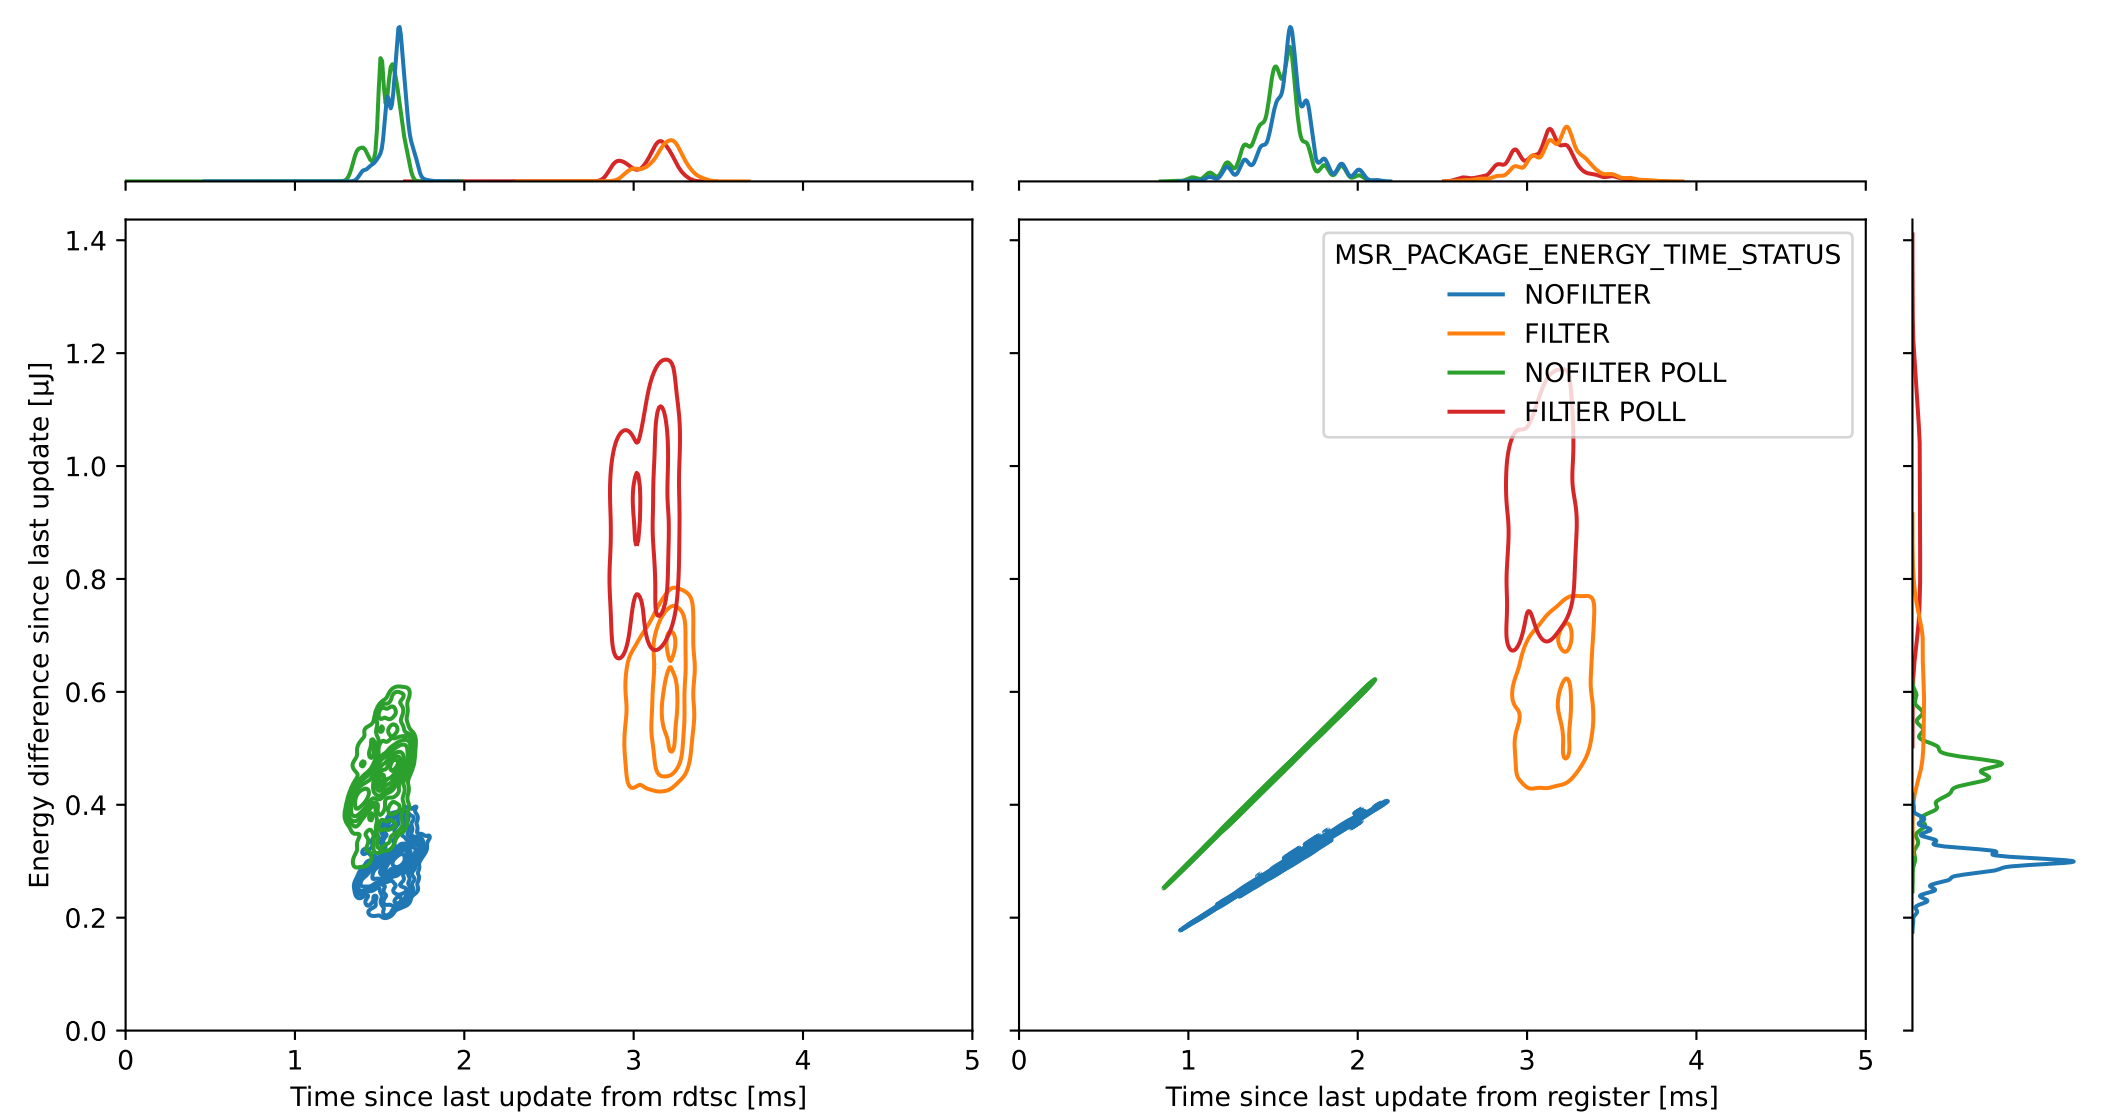 MSR_PACKAGE_ENERGY_TIME_STATUS
NOFILTER
FILTER
NOFILTER POLL
FILTER POLL
Energy difference since last update [µJ]
1.4
1.2
1.0
0.8
0.6
0.4
0.2
0.0
0 1 2 3 4 5
0 1 2 3 4 5
Time since last update from rdtsc [ms]
Time since last update from register [ms]